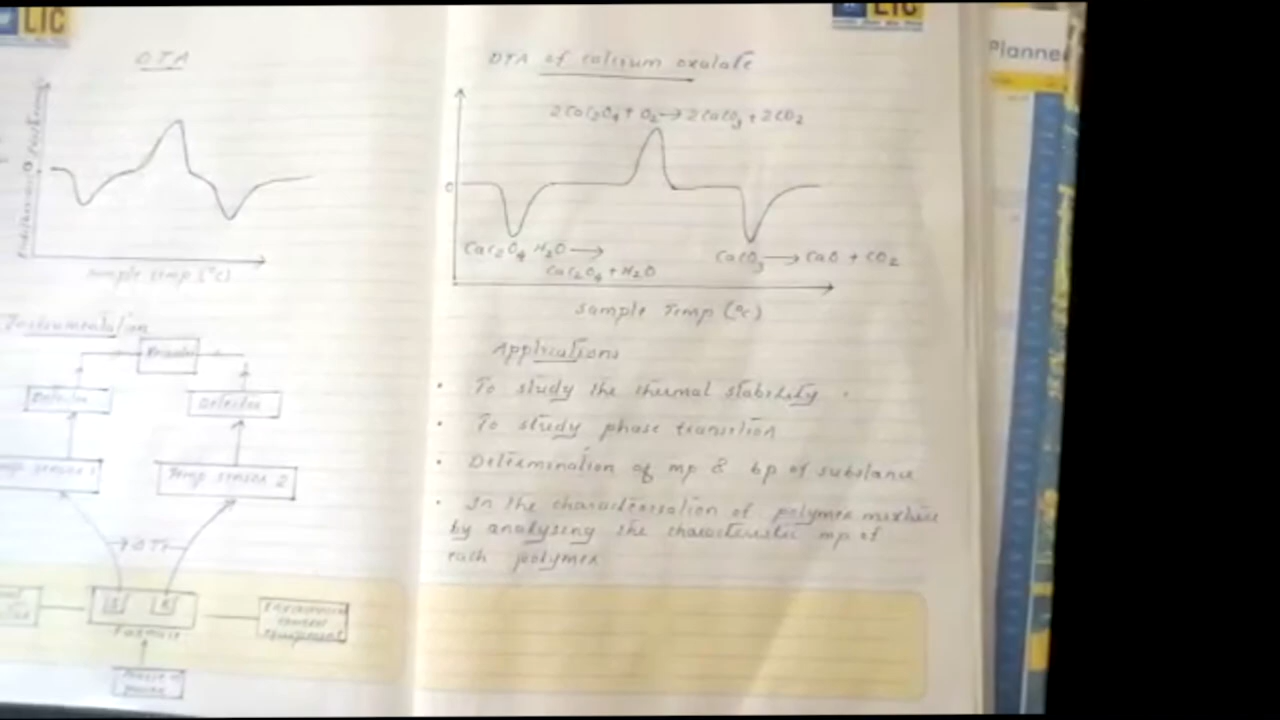 LIC
DTA
sample temp (°C)
Instrumentation
Detector
Detector
Temp sensor 2
Furnace
LIC
DTA of calcium oxalate
2CaC2O4 + O2 → 2CaCO3 + 2CO2
0
CaC2O4 H2O →
CaC2O4 + H2O
CaCO3 → CaO + CO2
Sample Temp (°C)
Applications
• To study the thermal stability.
• To study phase transition
• Determination of mp & bp of substance
• In the characterisation of polymer mixture
by analysing the characteristic mp of
each polymer
Planner